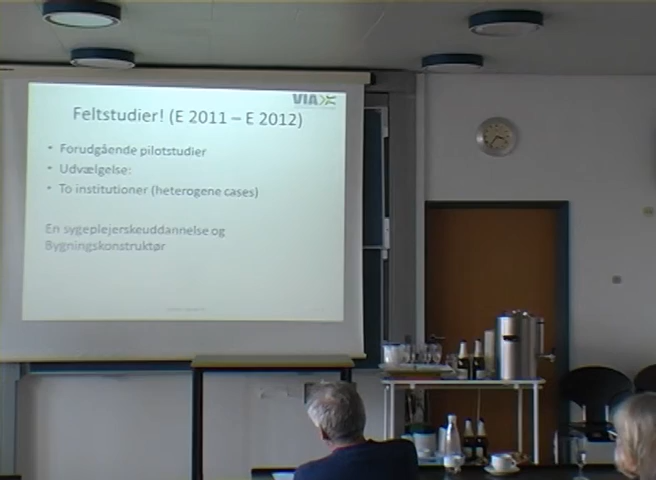 VIA
Feltstudier! (E 2011 – E 2012)
• Forudgående pilotstudier
• Udvælgelse:
• To institutioner (heterogene cases)
En sygeplejerskeuddannelse og
Bygningskonstruktør